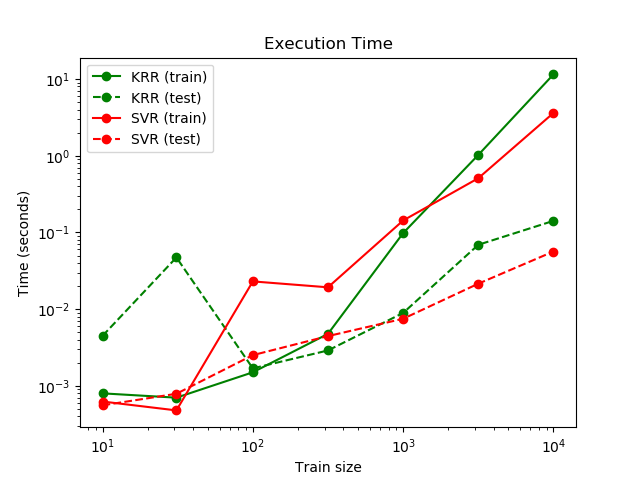 Execution Time
KRR (train)
KRR (test)
SVR (train)
SVR (test)
Time (seconds)
10¹
10⁰
10⁻¹
10⁻²
10⁻³
10¹ 10² 10³ 10⁴
Train size